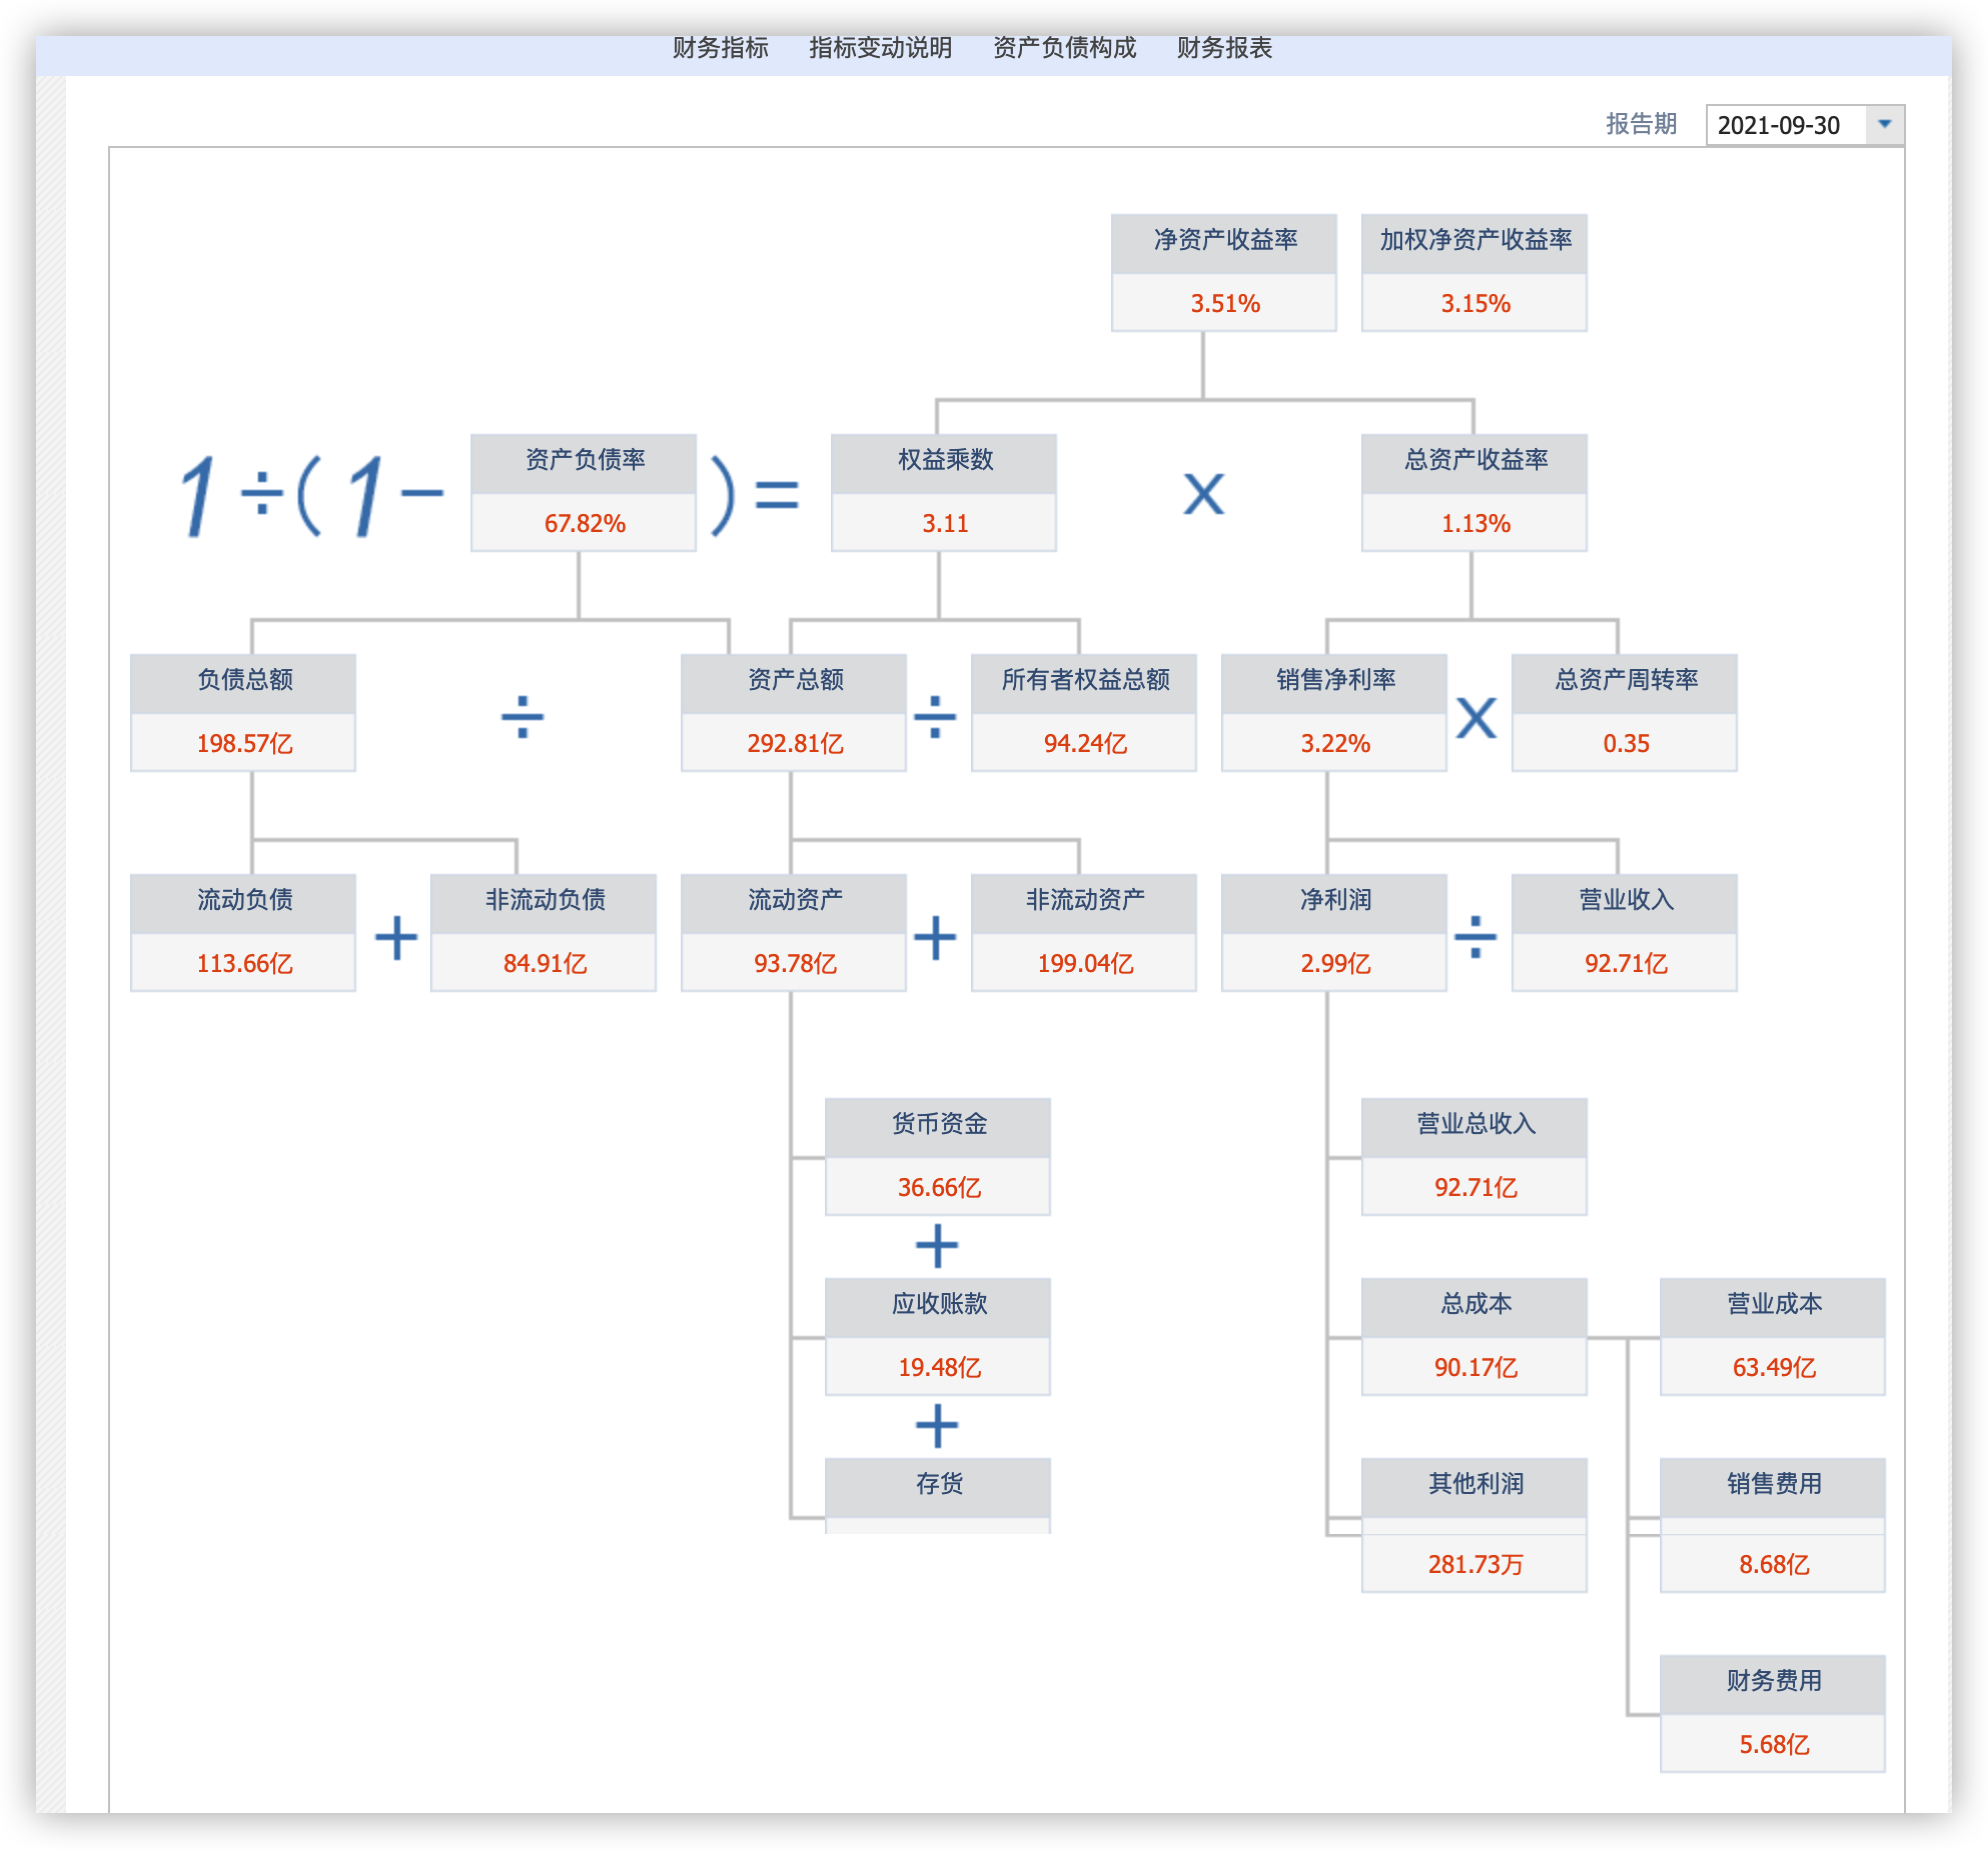 财务指标 指标变动说明 资产负债构成 财务报表
报告期 2021-09-30
净资产收益率 加权净资产收益率
3.51% 3.15%
1÷(1− 资产负债率 )= 权益乘数 x 总资产收益率
67.82% 3.11 1.13%
负债总额 ÷ 资产总额 ÷ 所有者权益总额 销售净利率 x 总资产周转率
198.57亿 292.81亿 94.24亿 3.22% 0.35
流动负债 + 非流动负债 流动资产 + 非流动资产 净利润 ÷ 营业收入
113.66亿 84.91亿 93.78亿 199.04亿 2.99亿 92.71亿
货币资金 营业总收入
36.66亿 92.71亿
+
应收账款 总成本 营业成本
19.48亿 90.17亿 63.49亿
+
存货 其他利润 销售费用
281.73万 8.68亿
财务费用
5.68亿